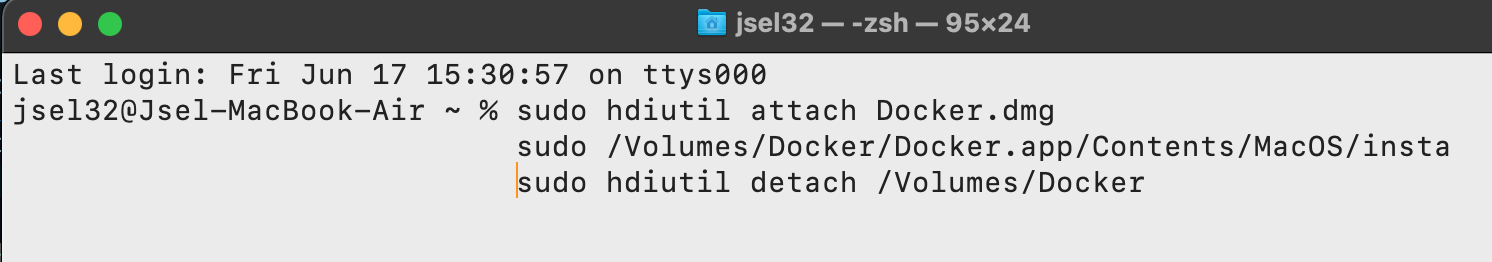 jsel32 — -zsh — 95×24
Last login: Fri Jun 17 15:30:57 on ttys000
jsel32@Jsel-MacBook-Air ~ % sudo hdiutil attach Docker.dmg
sudo /Volumes/Docker/Docker.app/Contents/MacOS/insta
sudo hdiutil detach /Volumes/Docker